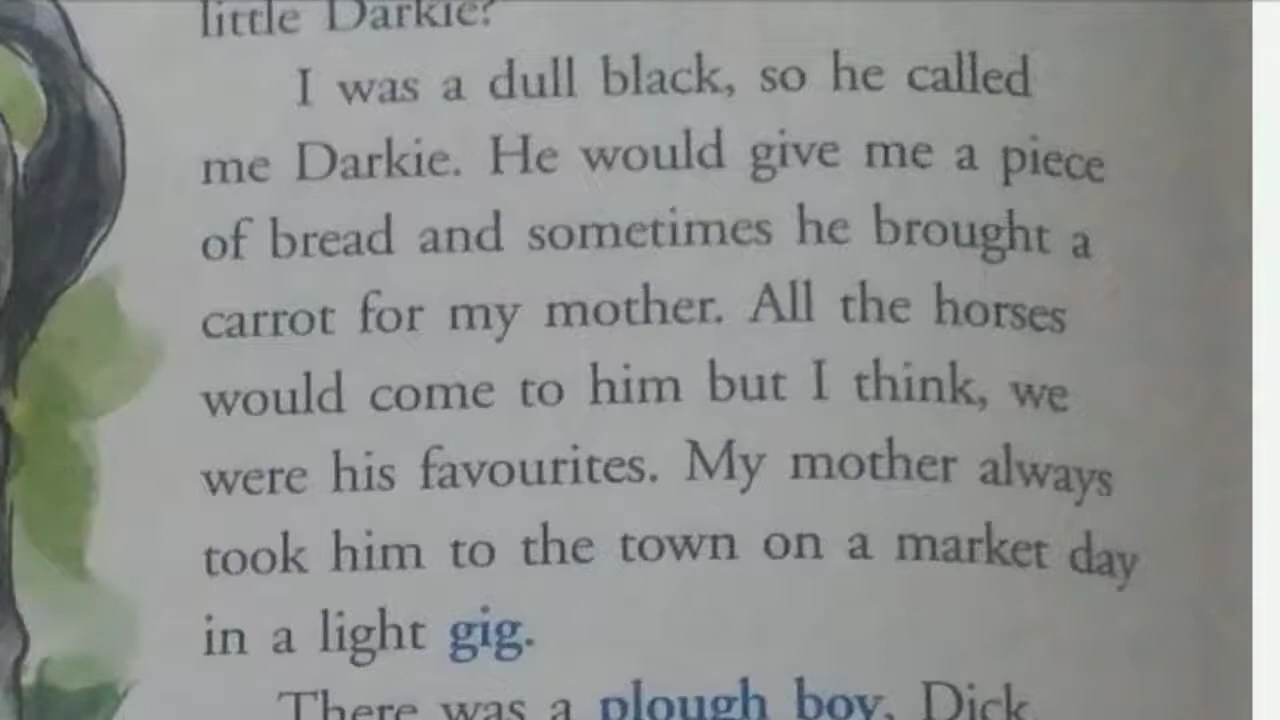 little Darkie?
I was a dull black, so he called
me Darkie. He would give me a piece
of bread and sometimes he brought a
carrot for my mother. All the horses
would come to him but I think, we
were his favourites. My mother always
took him to the town on a market day
in a light gig.
There was a plough boy, Dick